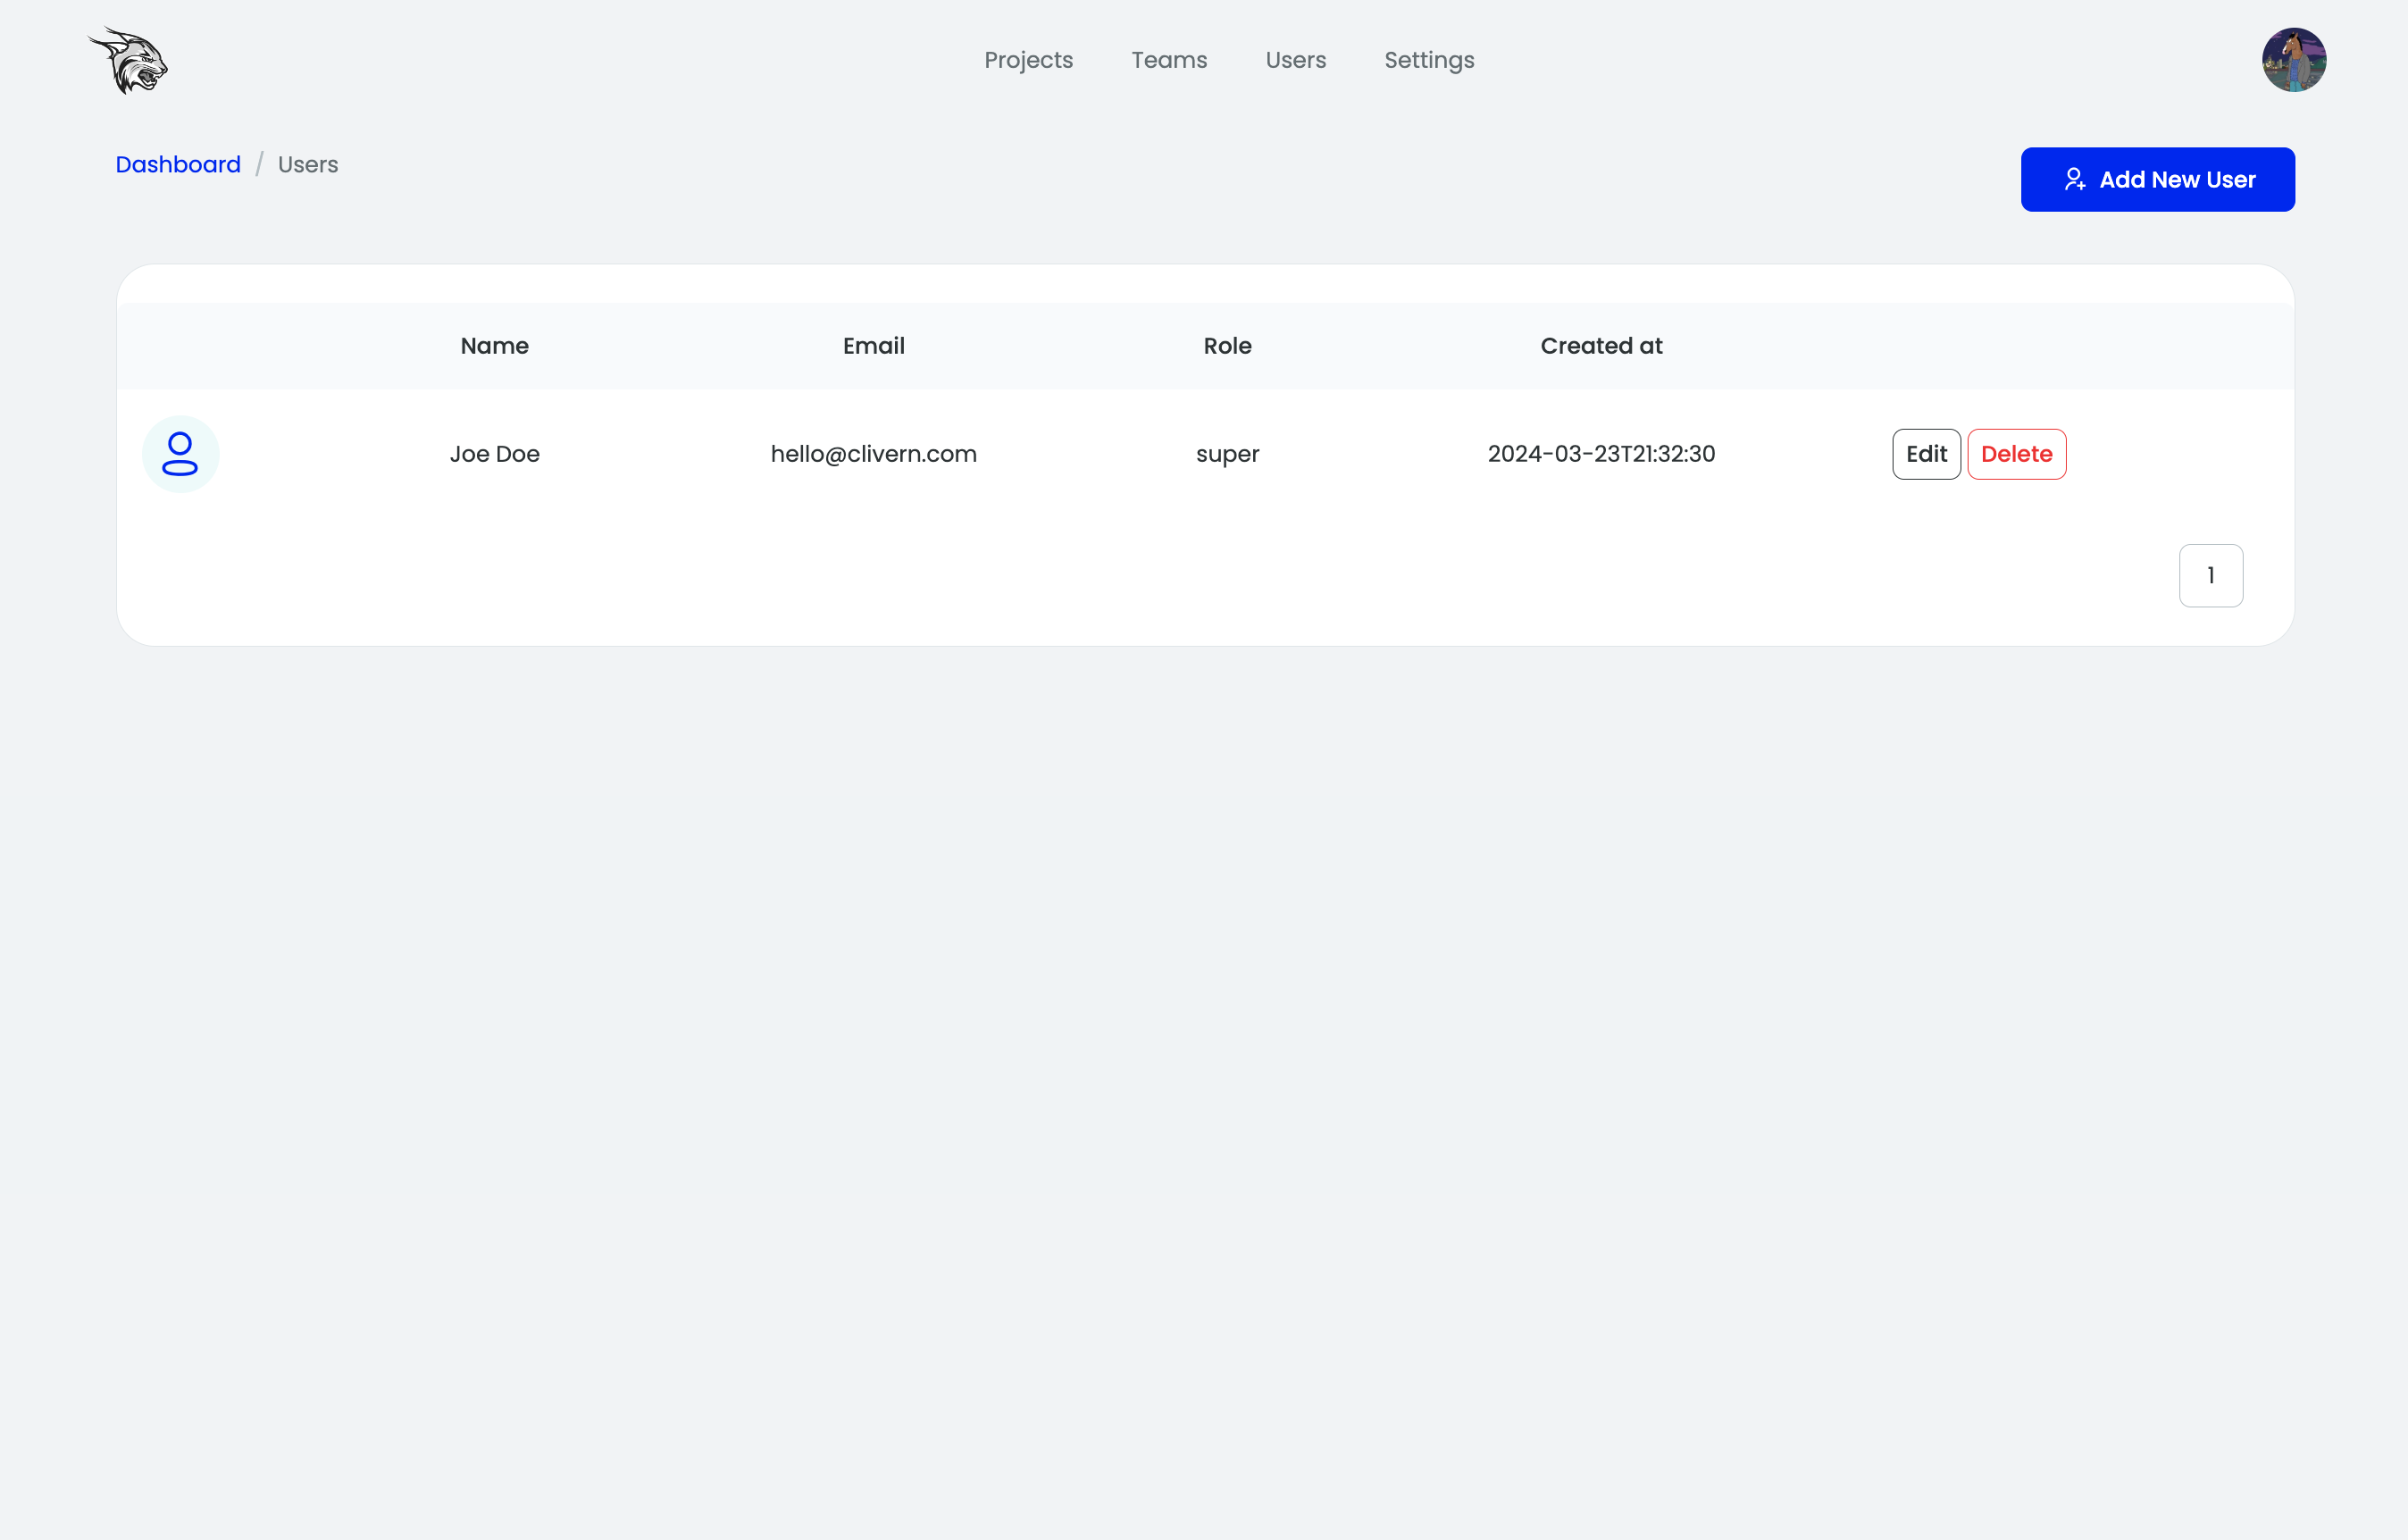 Projects Teams Users Settings
Dashboard / Users
Add New User
Name Email Role Created at
Joe Doe hello@clivern.com super 2024-03-23T21:32:30 Edit Delete
1